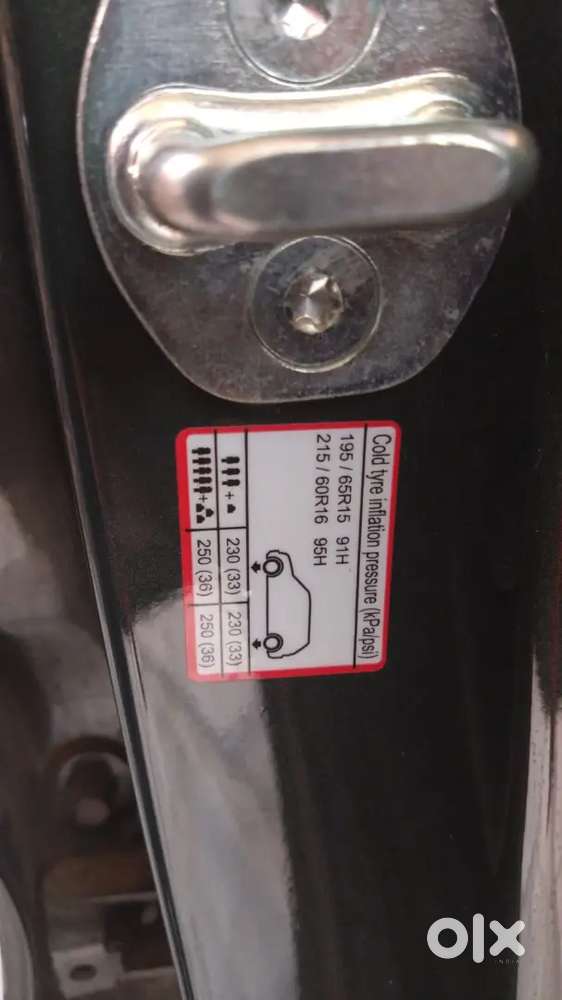 Cold tyre inflation pressure (kPa/psi)
195 / 65R15 91H
215 / 60R16 95H
+ 230 (33) 230 (33)
+ 250 (36) 250 (36)
olx
INDIA